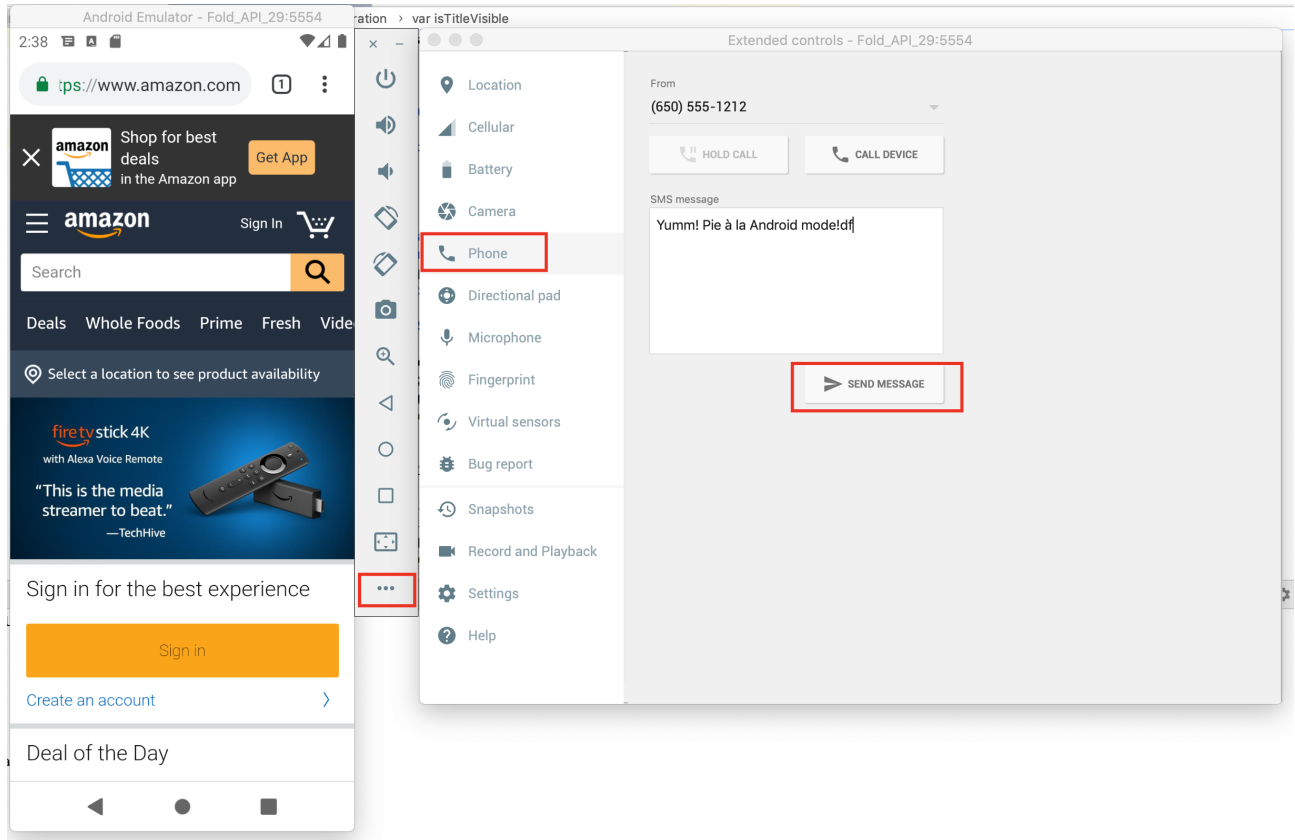 Android Emulator - Fold_API_29:5554
ration › var isTitleVisible
2:38
tps://www.amazon.com
1
amazon
Shop for best
deals
in the Amazon app
Get App
amazon
Sign In
Search
Deals Whole Foods Prime Fresh Vide
Select a location to see product availability
firetvstick 4K
with Alexa Voice Remote
“This is the media
streamer to beat.”
—TechHive
Sign in for the best experience
Sign in
Create an account
Deal of the Day
Extended controls - Fold_API_29:5554
Location
Cellular
Battery
Camera
Phone
Directional pad
Microphone
Fingerprint
Virtual sensors
Bug report
Snapshots
Record and Playback
Settings
Help
From
(650) 555-1212
HOLD CALL
CALL DEVICE
SMS message
Yumm! Pie à la Android mode!df
SEND MESSAGE